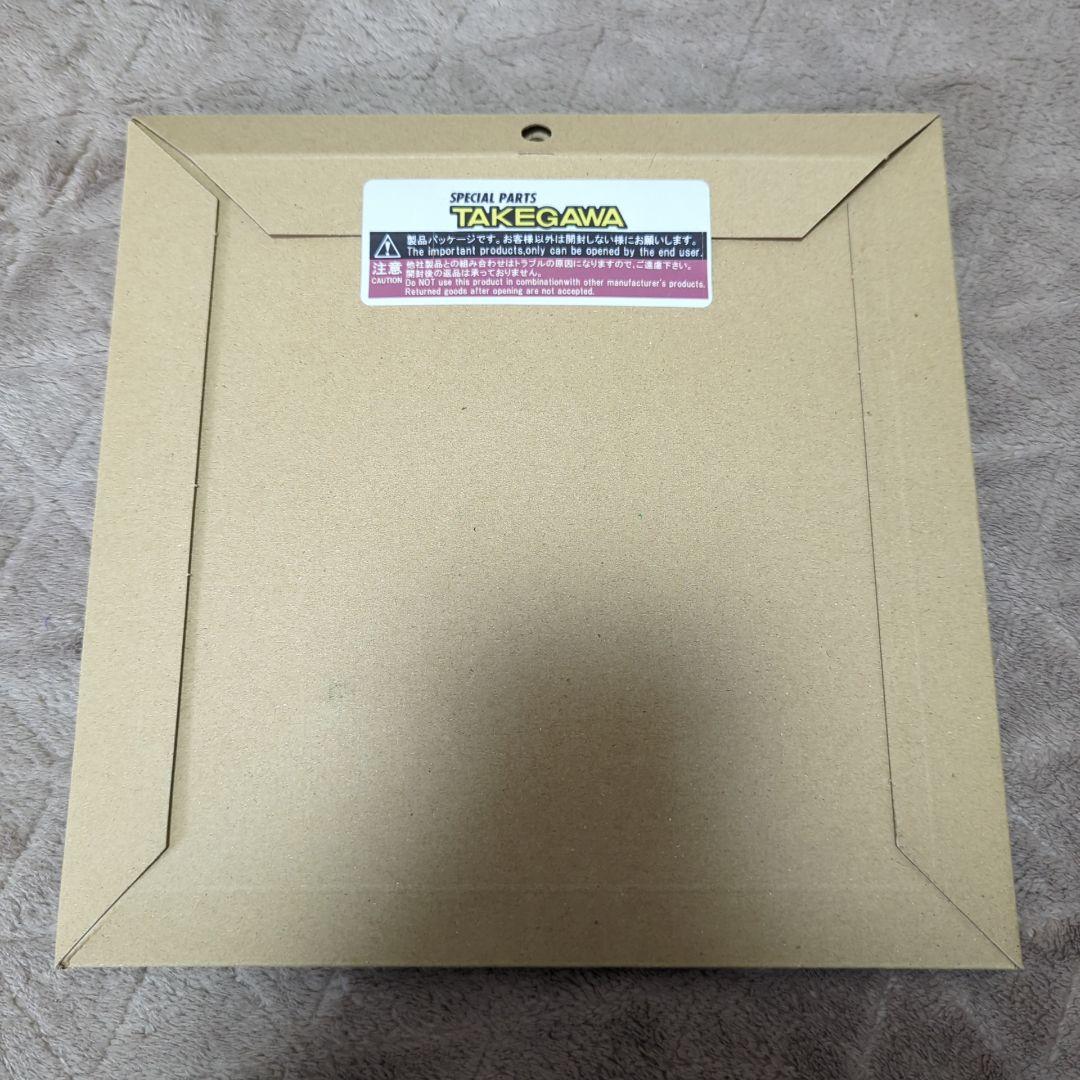 SPECIAL PARTS
TAKEGAWA
製品パッケージです。お客様以外は開封しない様にお願いします。
The important products,only can be opened by the end user.
注意
CAUTION
他社製品との組み合わせはトラブルの原因になりますので、ご遠慮下さい。
開封後の返品は承っておりません。
Do NOT use this product in combinationwith other manufacturer's products.
Returned goods after opening are not accepted.